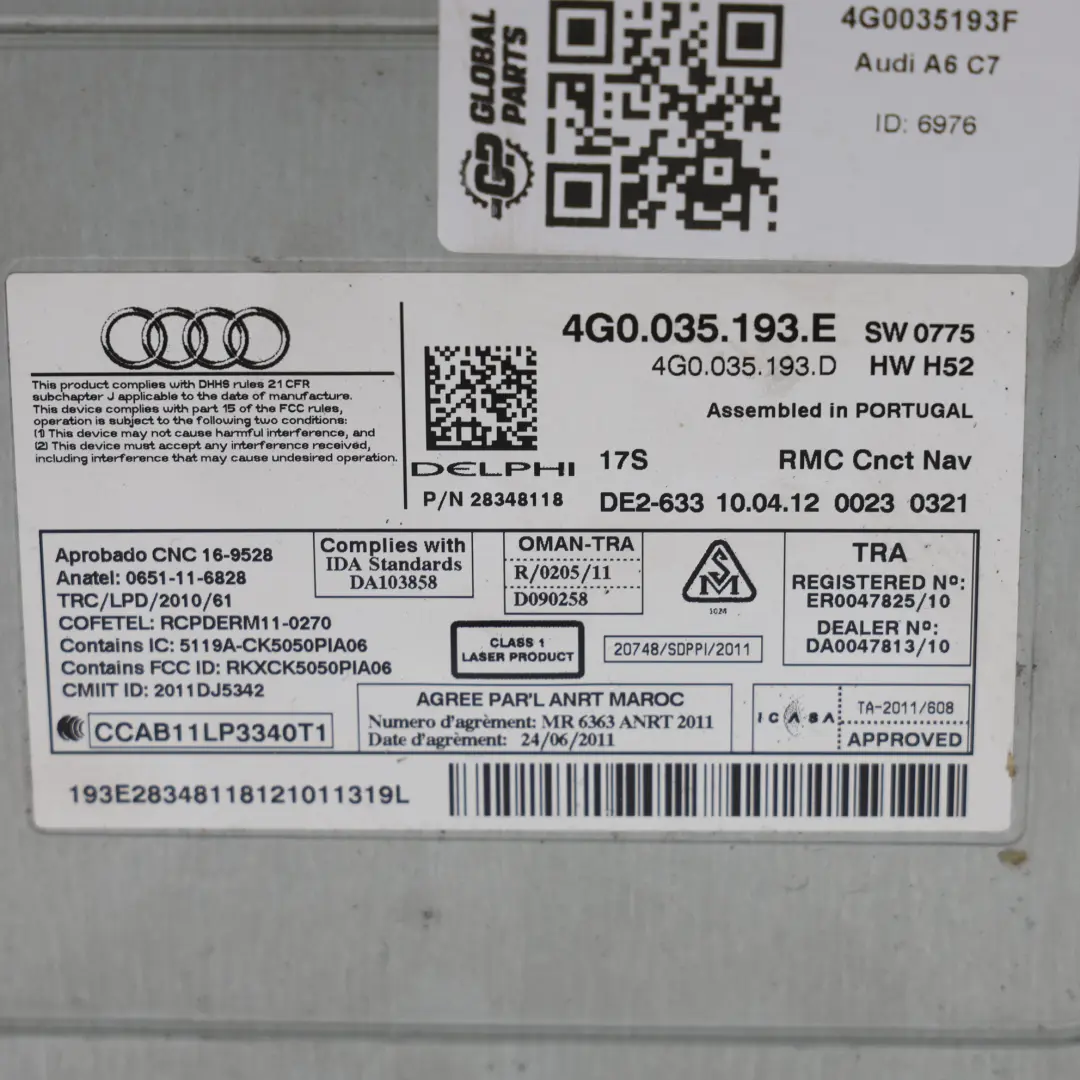 GLOBAL
PARTS
4G0035193F
Audi A6 C7
ID: 6976
This product complies with DHHS rules 21 CFR
subchapter J applicable to the date of manufacture.
This device complies with part 15 of the FCC rules,
operation is subject to the following two conditions:
(1) This device may not cause harmful interference, and
(2) This device must accept any interference received,
including interference that may cause undesired operation.
4G0.035.193.E SW 0775
4G0.035.193.D HW H52
Assembled in PORTUGAL
DELPHI 17S RMC Cnct Nav
P/N 28348118 DE2-633 10.04.12 0023 0321
Aprobado CNC 16-9528
Anatel: 0651-11-6828
TRC/LPD/2010/61
COFETEL: RCPDERM11-0270
Contains IC: 5119A-CK5050PIA06
Contains FCC ID: RKXCK5050PIA06
CMIIT ID: 2011DJ5342
CCAB11LP3340T1
Complies with
IDA Standards
DA103858
OMAN-TRA
R/0205/11
D090258
CLASS 1
LASER PRODUCT
20748/SDPPI/2011
TRA
REGISTERED Nº:
ER0047825/10
DEALER Nº:
DA0047813/10
AGREE PAR'L ANRT MAROC
Numero d'agrèment: MR 6363 ANRT 2011
Date d'agrèment: 24/06/2011
ICASA
TA-2011/608
APPROVED
193E28348118121011319L